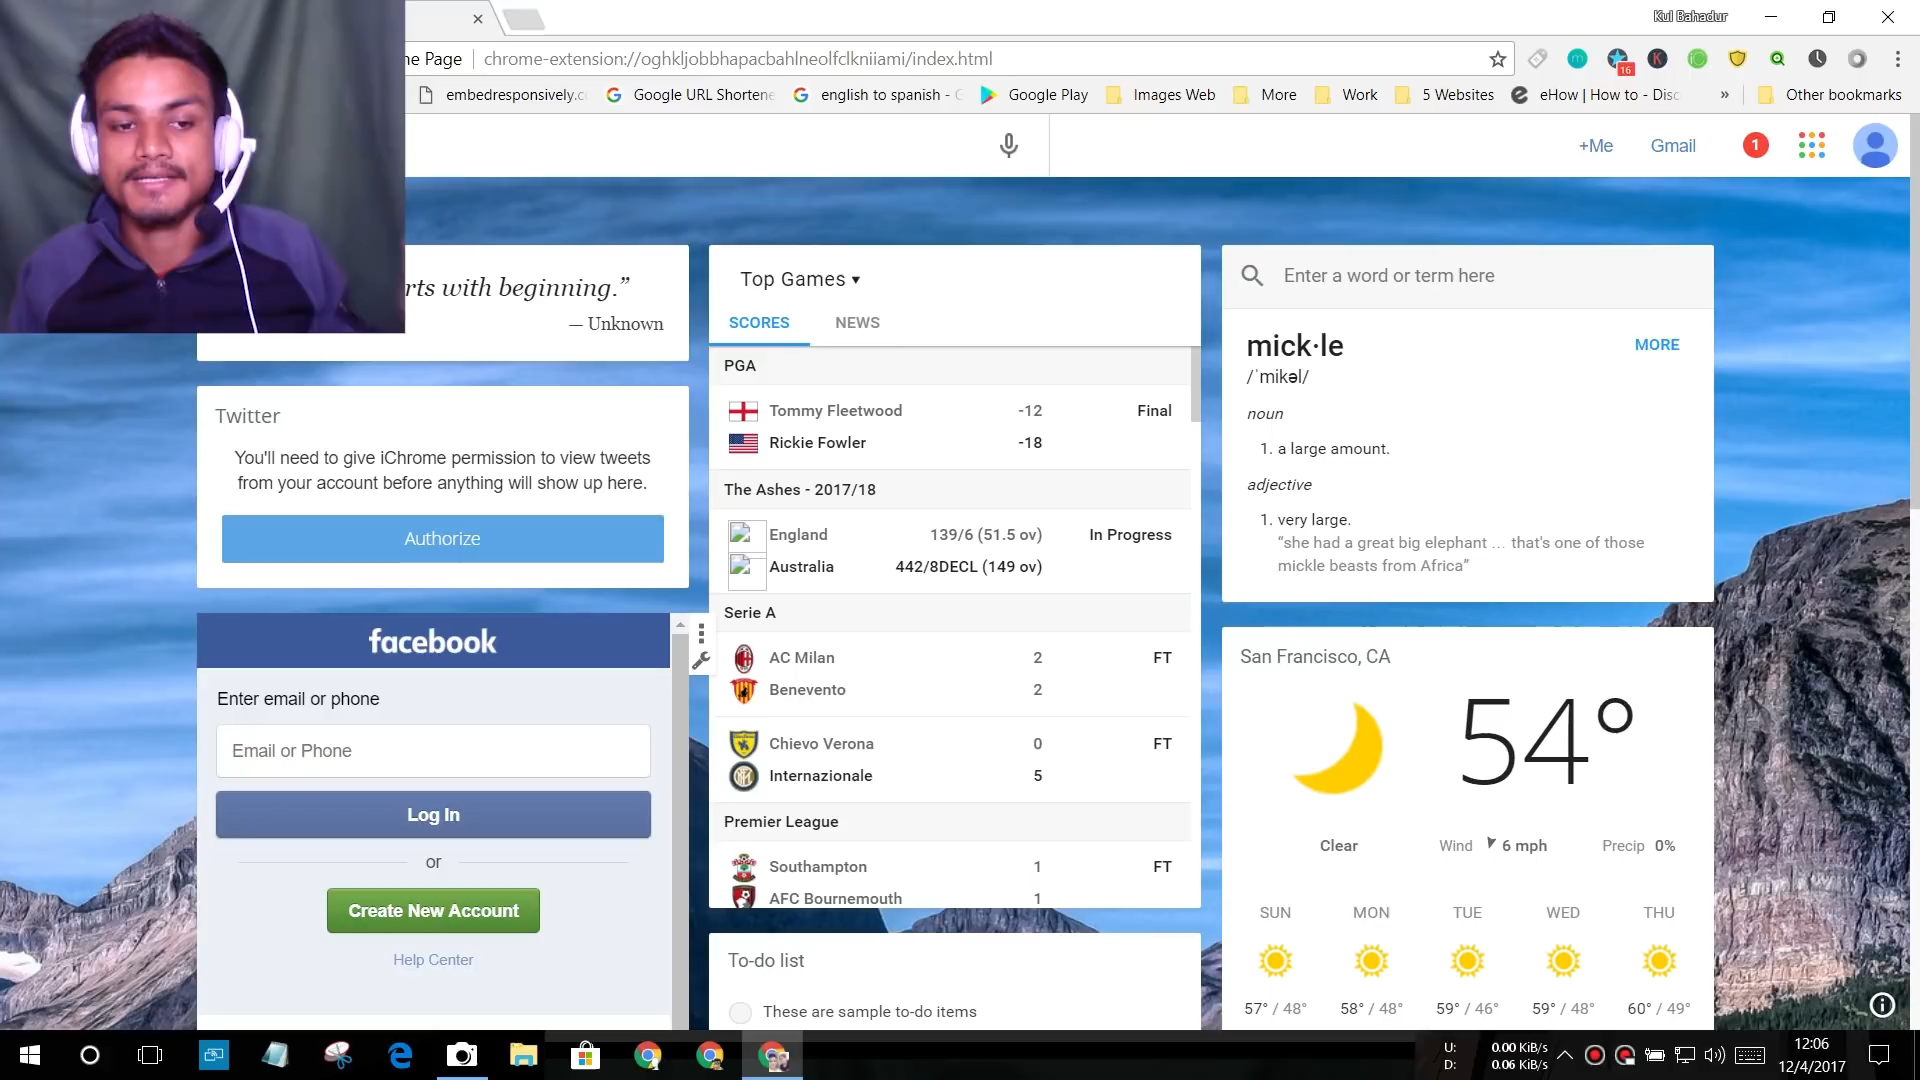 Kul Bahadur
ne Page
chrome-extension://oghkljobbhapacbahlneolfclkniiami/index.html
16
embedresponsively.c
Google URL Shortene
english to spanish - G
Google Play
Images Web
More
Work
5 Websites
eHow | How to - Disc
»
Other bookmarks
+Me
Gmail
1
rts with beginning.”
— Unknown
Twitter
You'll need to give iChrome permission to view tweets
from your account before anything will show up here.
Authorize
facebook
Enter email or phone
Email or Phone
Log In
or
Create New Account
Help Center
Top Games ▾
SCORES NEWS
PGA
Tommy Fleetwood -12 Final
Rickie Fowler -18
The Ashes - 2017/18
England 139/6 (51.5 ov) In Progress
Australia 442/8DECL (149 ov)
Serie A
AC Milan 2 FT
Benevento 2
Chievo Verona 0 FT
Internazionale 5
Premier League
Southampton 1 FT
AFC Bournemouth 1
To-do list
These are sample to-do items
Enter a word or term here
mick·le MORE
/ˈmikəl/
noun
1. a large amount.
adjective
1. very large.
“she had a great big elephant … that's one of those
mickle beasts from Africa”
San Francisco, CA
54°
Clear Wind 6 mph Precip 0%
SUN MON TUE WED THU
57° / 48° 58° / 48° 59° / 46° 59° / 48° 60° / 49°
U: 0.00 KiB/s
D: 0.06 KiB/s
12:06
12/4/2017